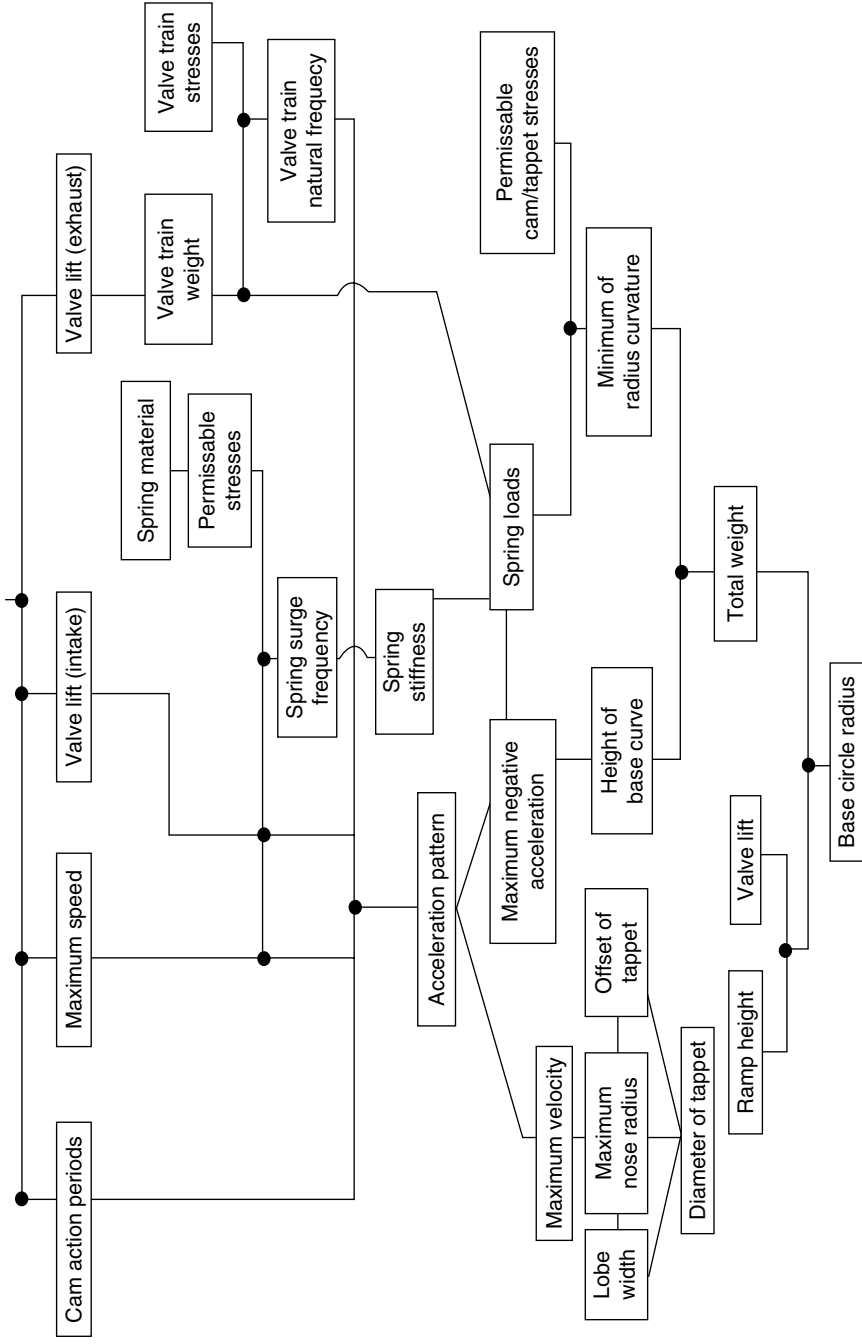 Cam action periods
Maximum speed
Valve lift (intake)
Valve lift (exhaust)
Spring material
Permissable
stresses
Valve train
weight
Valve train
stresses
Valve train
natural frequecy
Spring surge
frequency
Spring
stiffness
Acceleration pattern
Maximum negative
acceleration
Spring loads
Permissable
cam/tappet stresses
Maximum velocity
Lobe
width
Maximum
nose radius
Offset of
tappet
Height of
base curve
Minimum of
radius curvature
Diameter of tappet
Total weight
Ramp height
Valve lift
Base circle radius